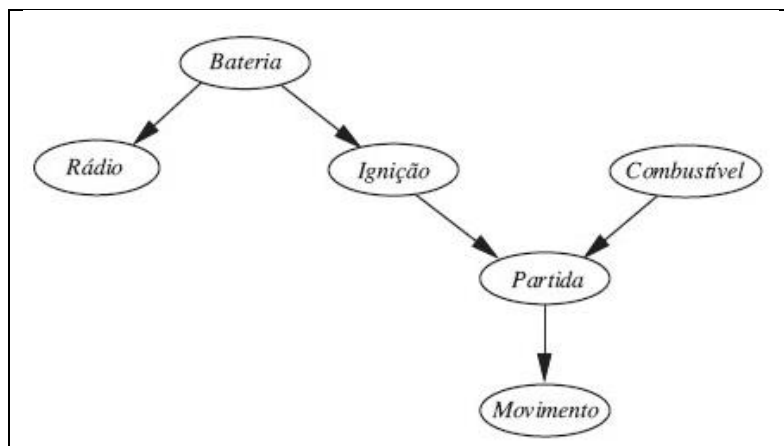 Bateria
Rádio
Ignição
Combustível
Partida
Movimento